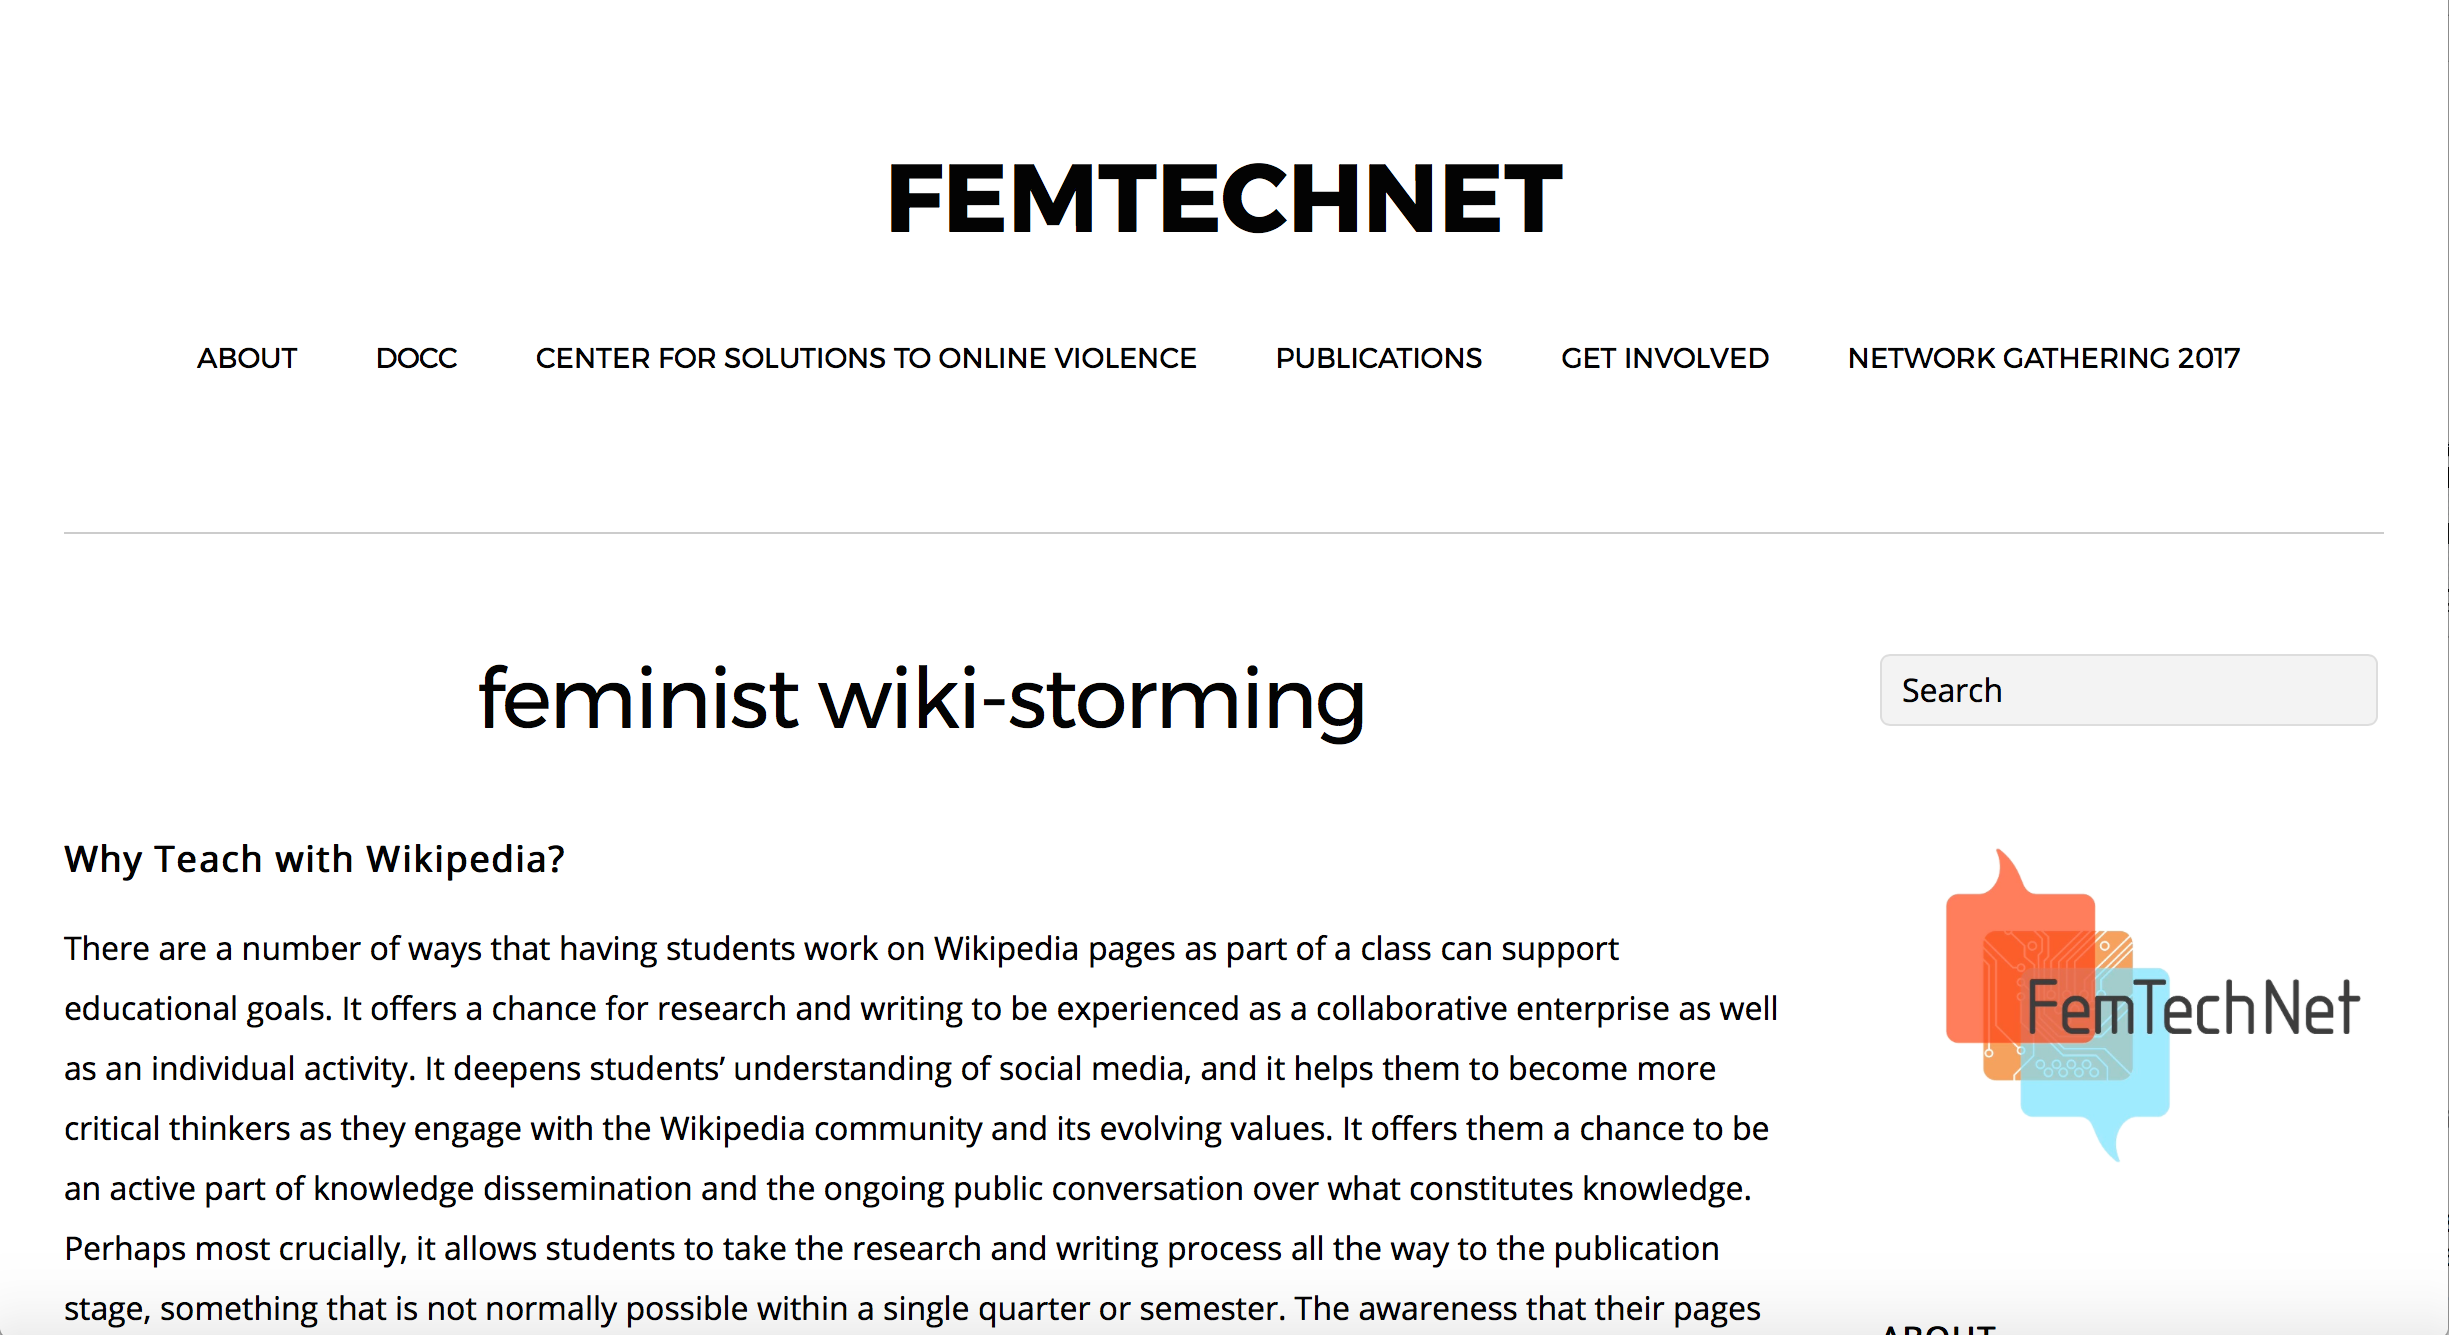 FEMTECHNET
ABOUT DOCC CENTER FOR SOLUTIONS TO ONLINE VIOLENCE PUBLICATIONS GET INVOLVED NETWORK GATHERING 2017
feminist wiki-storming
Search
Why Teach with Wikipedia?
There are a number of ways that having students work on Wikipedia pages as part of a class can support
educational goals. It offers a chance for research and writing to be experienced as a collaborative enterprise as well
as an individual activity. It deepens students’ understanding of social media, and it helps them to become more
critical thinkers as they engage with the Wikipedia community and its evolving values. It offers them a chance to be
an active part of knowledge dissemination and the ongoing public conversation over what constitutes knowledge.
Perhaps most crucially, it allows students to take the research and writing process all the way to the publication
stage, something that is not normally possible within a single quarter or semester. The awareness that their pages
FemTechNet
ABOUT